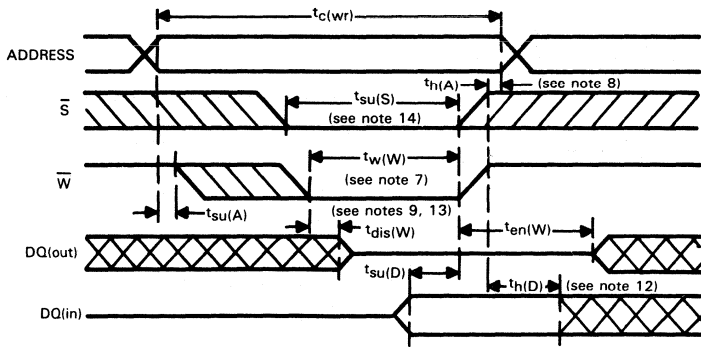 tc(wr)
ADDRESS
th(A)
(see note 8)
S̅
tsu(S)
(see note 14)
tw(W)
W̅
(see note 7)
tsu(A)
(see notes 9, 13)
tdis(W)
ten(W)
DQ(out)
tsu(D)
th(D)
(see note 12)
DQ(in)